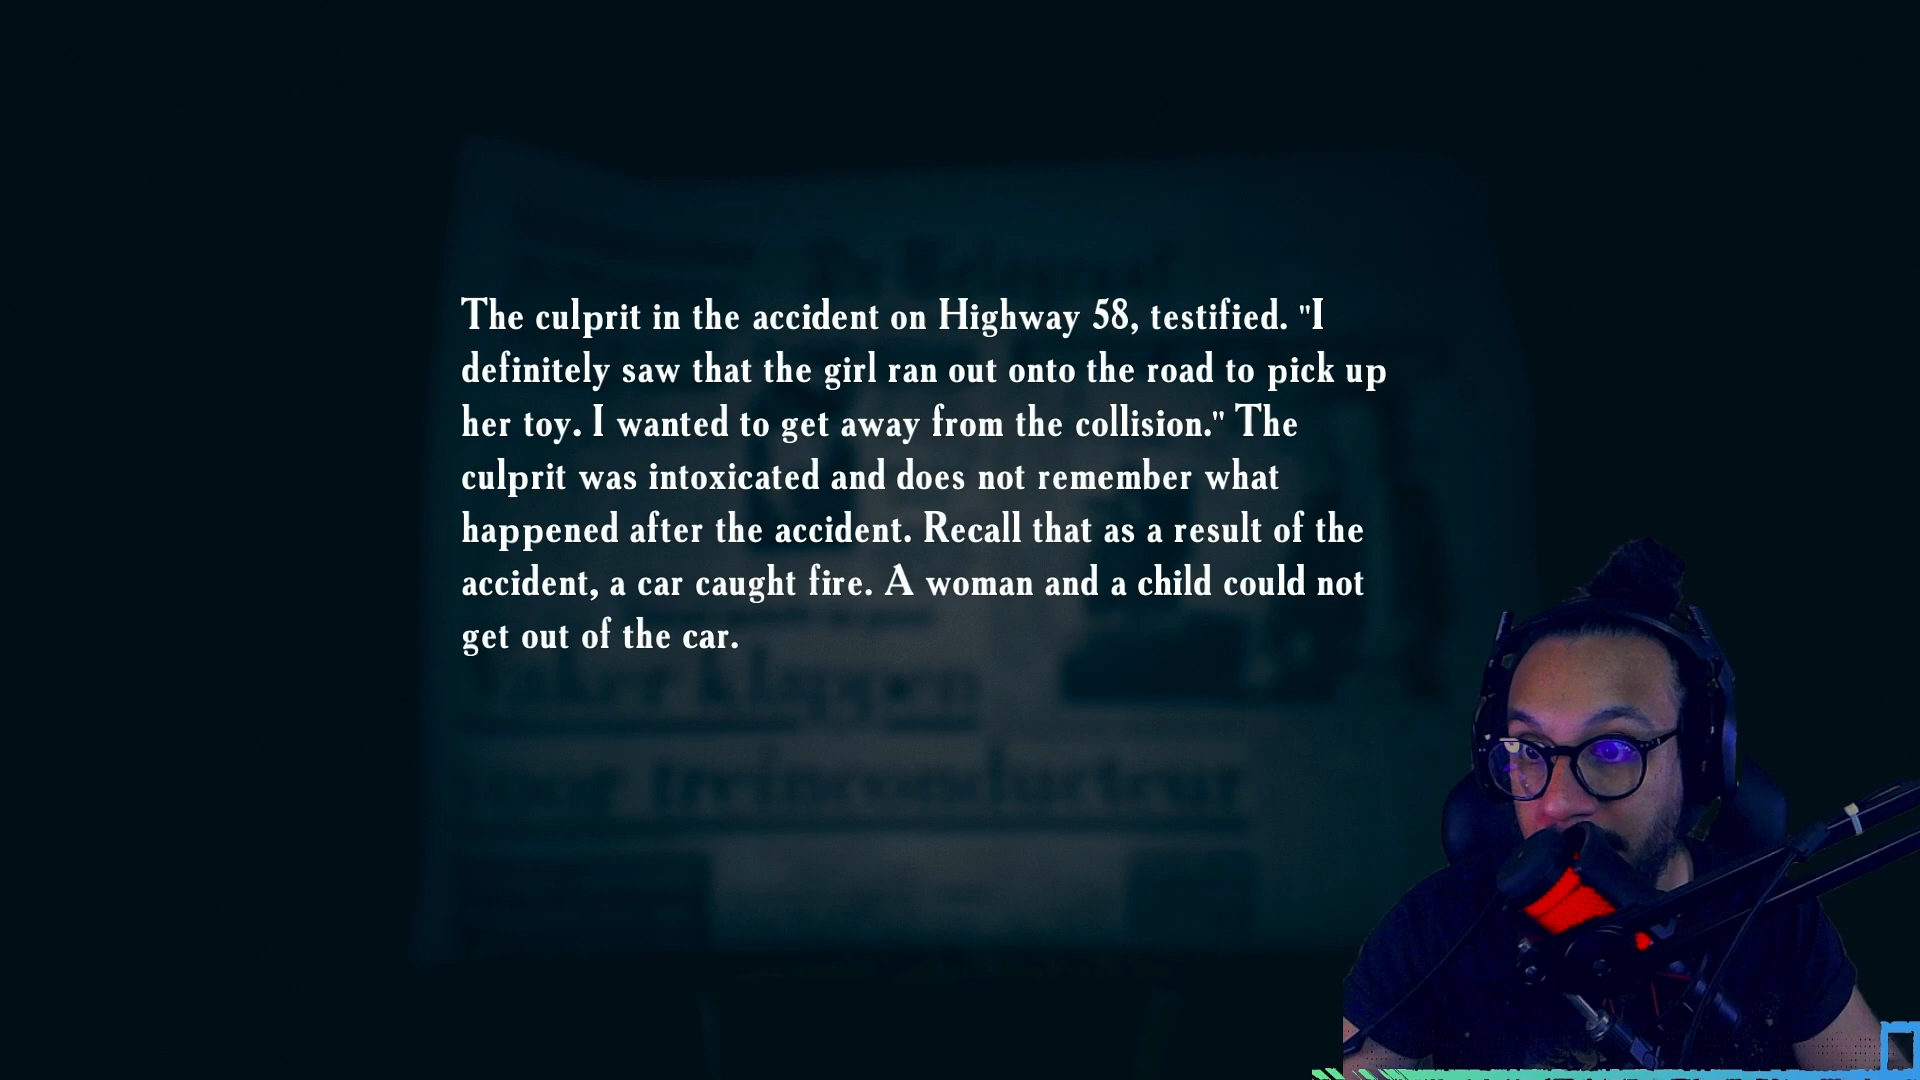 The culprit in the accident on Highway 58, testified. "I
definitely saw that the girl ran out onto the road to pick up
her toy. I wanted to get away from the collision." The
culprit was intoxicated and does not remember what
happened after the accident. Recall that as a result of the
accident, a car caught fire. A woman and a child could not
get out of the car.
klappen
treinconducteur